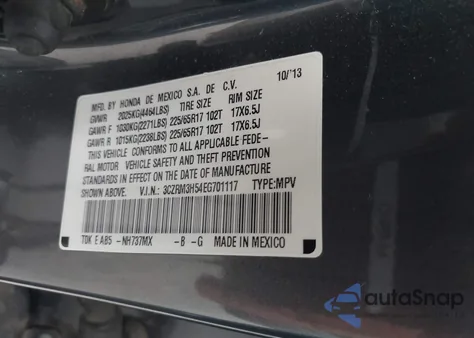 10/'13
MFD. BY HONDA DE MEXICO S.A. DE C.V.
GVWR 2025KG(4464LBS) TIRE SIZE RIM SIZE
GAWR F 1030KG(2271LBS) 225/65R17 102T 17X6.5J
GAWR R 1015KG(2238LBS) 225/65R17 102T 17X6.5J
THIS VEHICLE CONFORMS TO ALL APPLICABLE FEDE-
RAL MOTOR VEHICLE SAFETY AND THEFT PREVENTION
STANDARDS IN EFFECT ON THE DATE OF MANUFACTURE
SHOWN ABOVE. V.I.N.: 3CZRM3H54EG701117 TYPE:MPV
T0K E AB5 -NH737MX -B -G MADE IN MEXICO
autoSnap